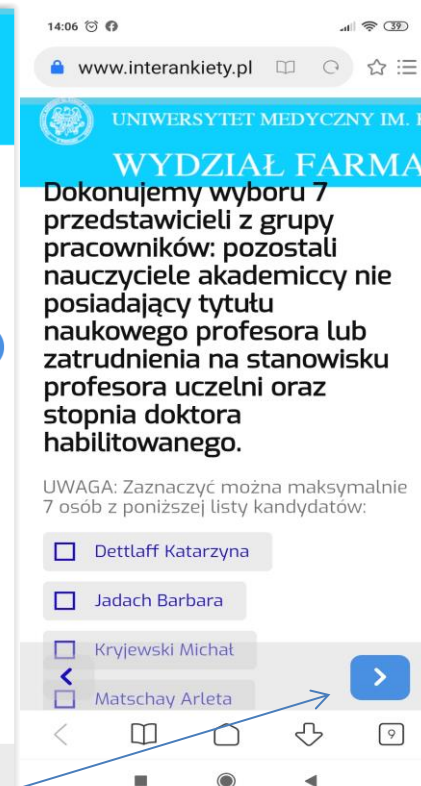 14:06
39
www.interankiety.pl
UNIWERSYTET MEDYCZNY IM.
WYDZIAŁ FARMA
Dokonujemy wyboru 7
przedstawicieli z grupy
pracowników: pozostali
nauczyciele akademiccy nie
posiadający tytułu
naukowego profesora lub
zatrudnienia na stanowisku
profesora uczelni oraz
stopnia doktora
habilitowanego.
UWAGA: Zaznaczyć można maksymalnie
7 osób z poniższej listy kandydatów:
Dettlaff Katarzyna
Jadach Barbara
Kryjewski Michał
Matschay Arleta
9